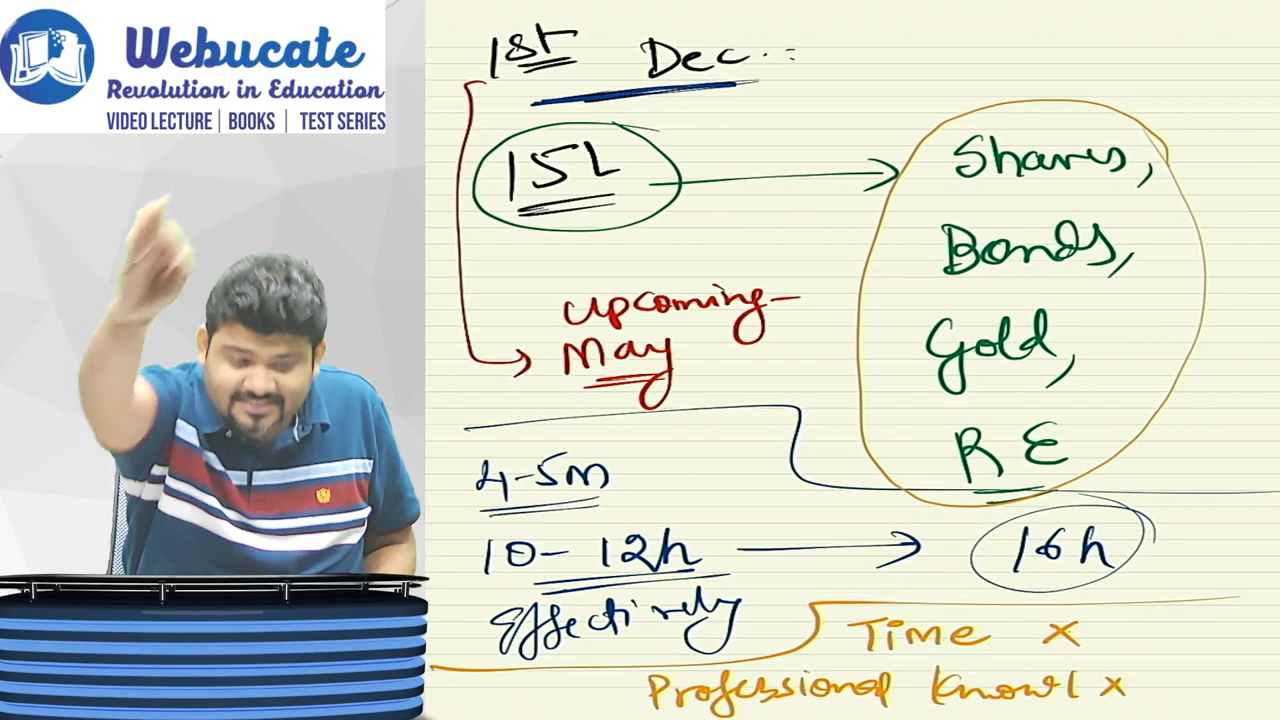 Webucate
Revolution in Education
VIDEO LECTURE | BOOKS | TEST SERIES
1st Dec..:
15L
Shares,
Bonds,
Gold,
RE
Upcoming-
May
4-5m
10-12h
16h
Effectively
Time x
Professional Knowl x